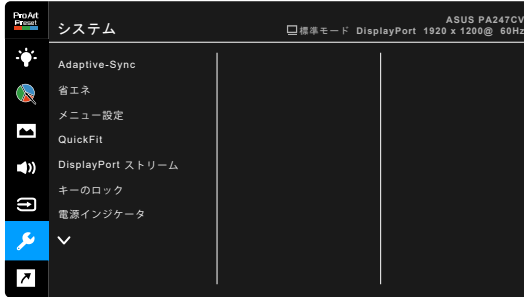 ProArt
Preset
システム
ASUS PA247CV
標準モード DisplayPort 1920 x 1200@ 60Hz
Adaptive-Sync
省エネ
メニュー設定
QuickFit
DisplayPort ストリーム
キーのロック
電源インジケータ